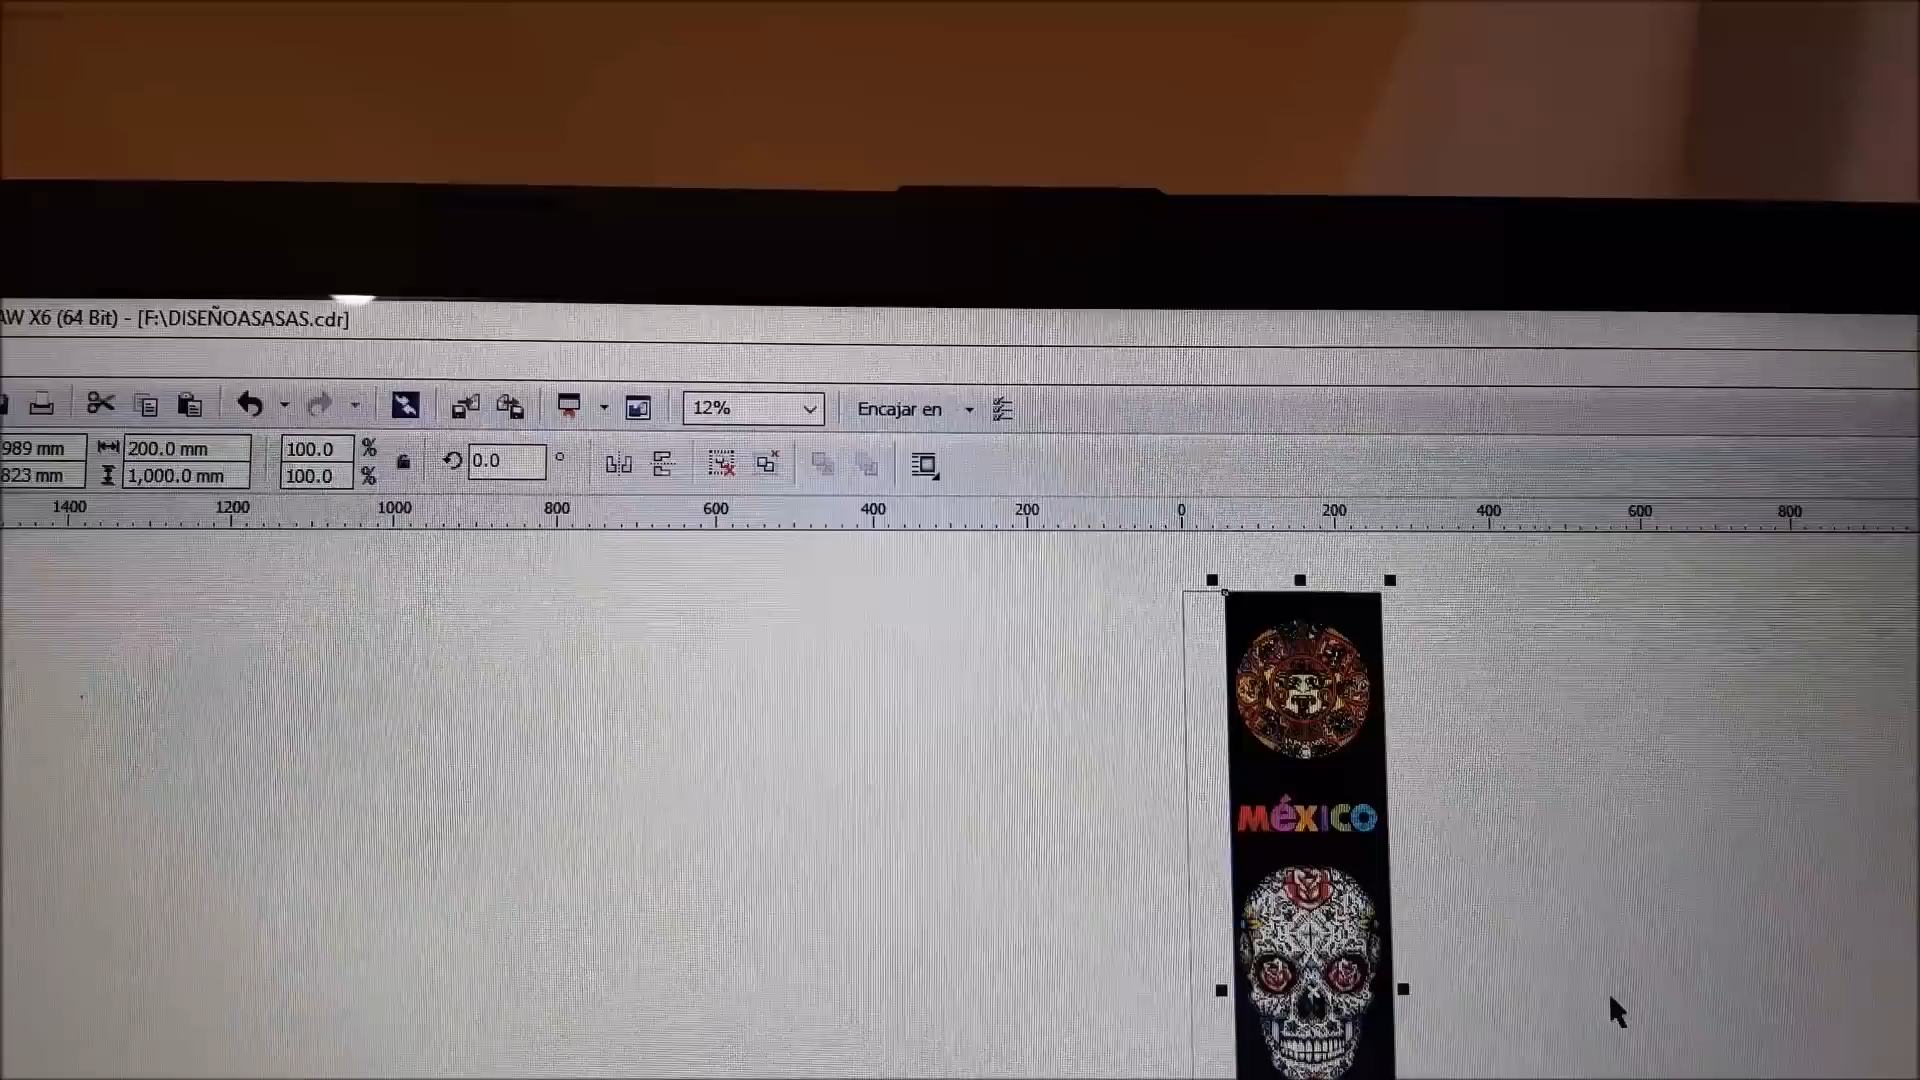 AW X6 (64 Bit) - [F:\DISEÑOASASAS.cdr]
12%
Encajar en
989 mm
200.0 mm
100.0 %
823 mm
1,000.0 mm
100.0 %
0.0 °
1400 1200 1000 800 600 400 200 0 200 400 600 800
MéXICO